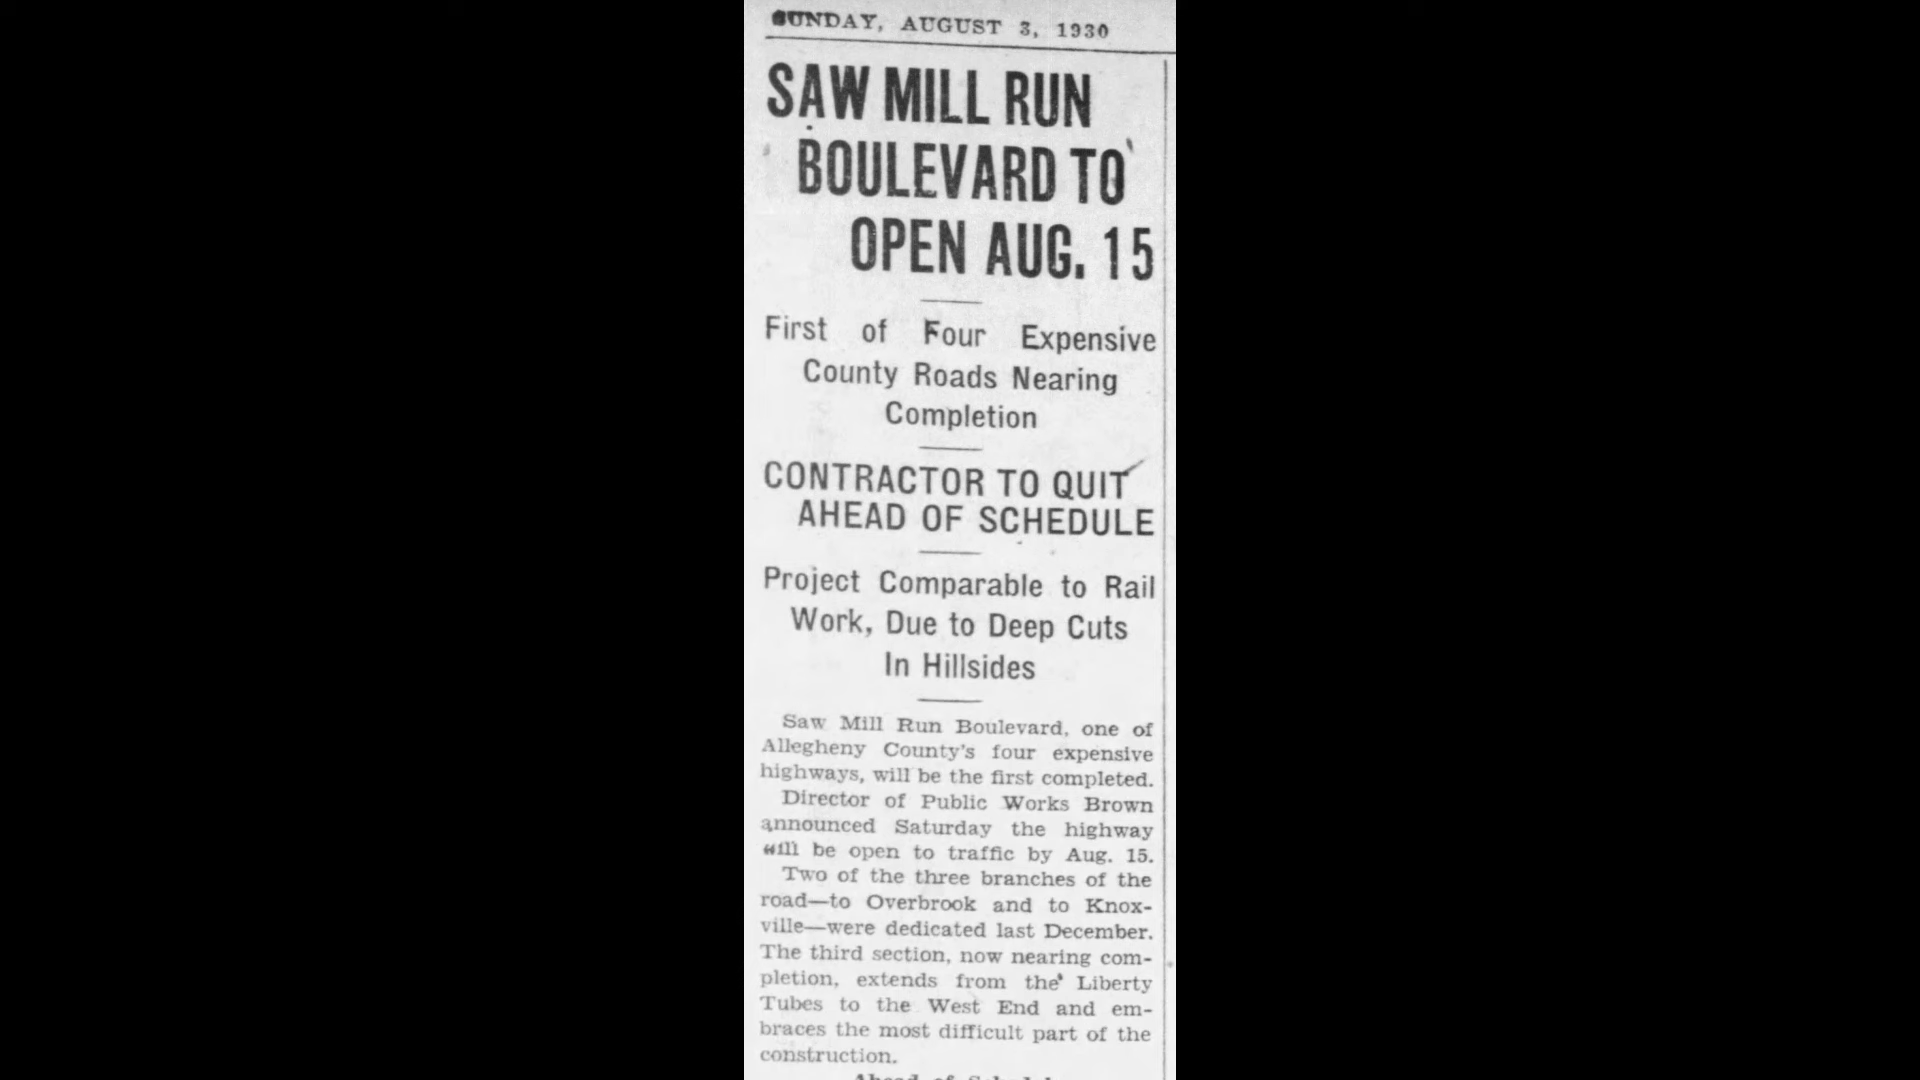 SUNDAY, AUGUST 3, 1930
SAW MILL RUN
BOULEVARD TO
OPEN AUG. 15
First of Four Expensive
County Roads Nearing
Completion
CONTRACTOR TO QUIT
AHEAD OF SCHEDULE
Project Comparable to Rail
Work, Due to Deep Cuts
In Hillsides
Saw Mill Run Boulevard, one of
Allegheny County's four expensive
highways, will be the first completed.
Director of Public Works Brown
announced Saturday the highway
will be open to traffic by Aug. 15.
Two of the three branches of the
road—to Overbrook and to Knox-
ville—were dedicated last December.
The third section, now nearing com-
pletion, extends from the Liberty
Tubes to the West End and em-
braces the most difficult part of the
construction.